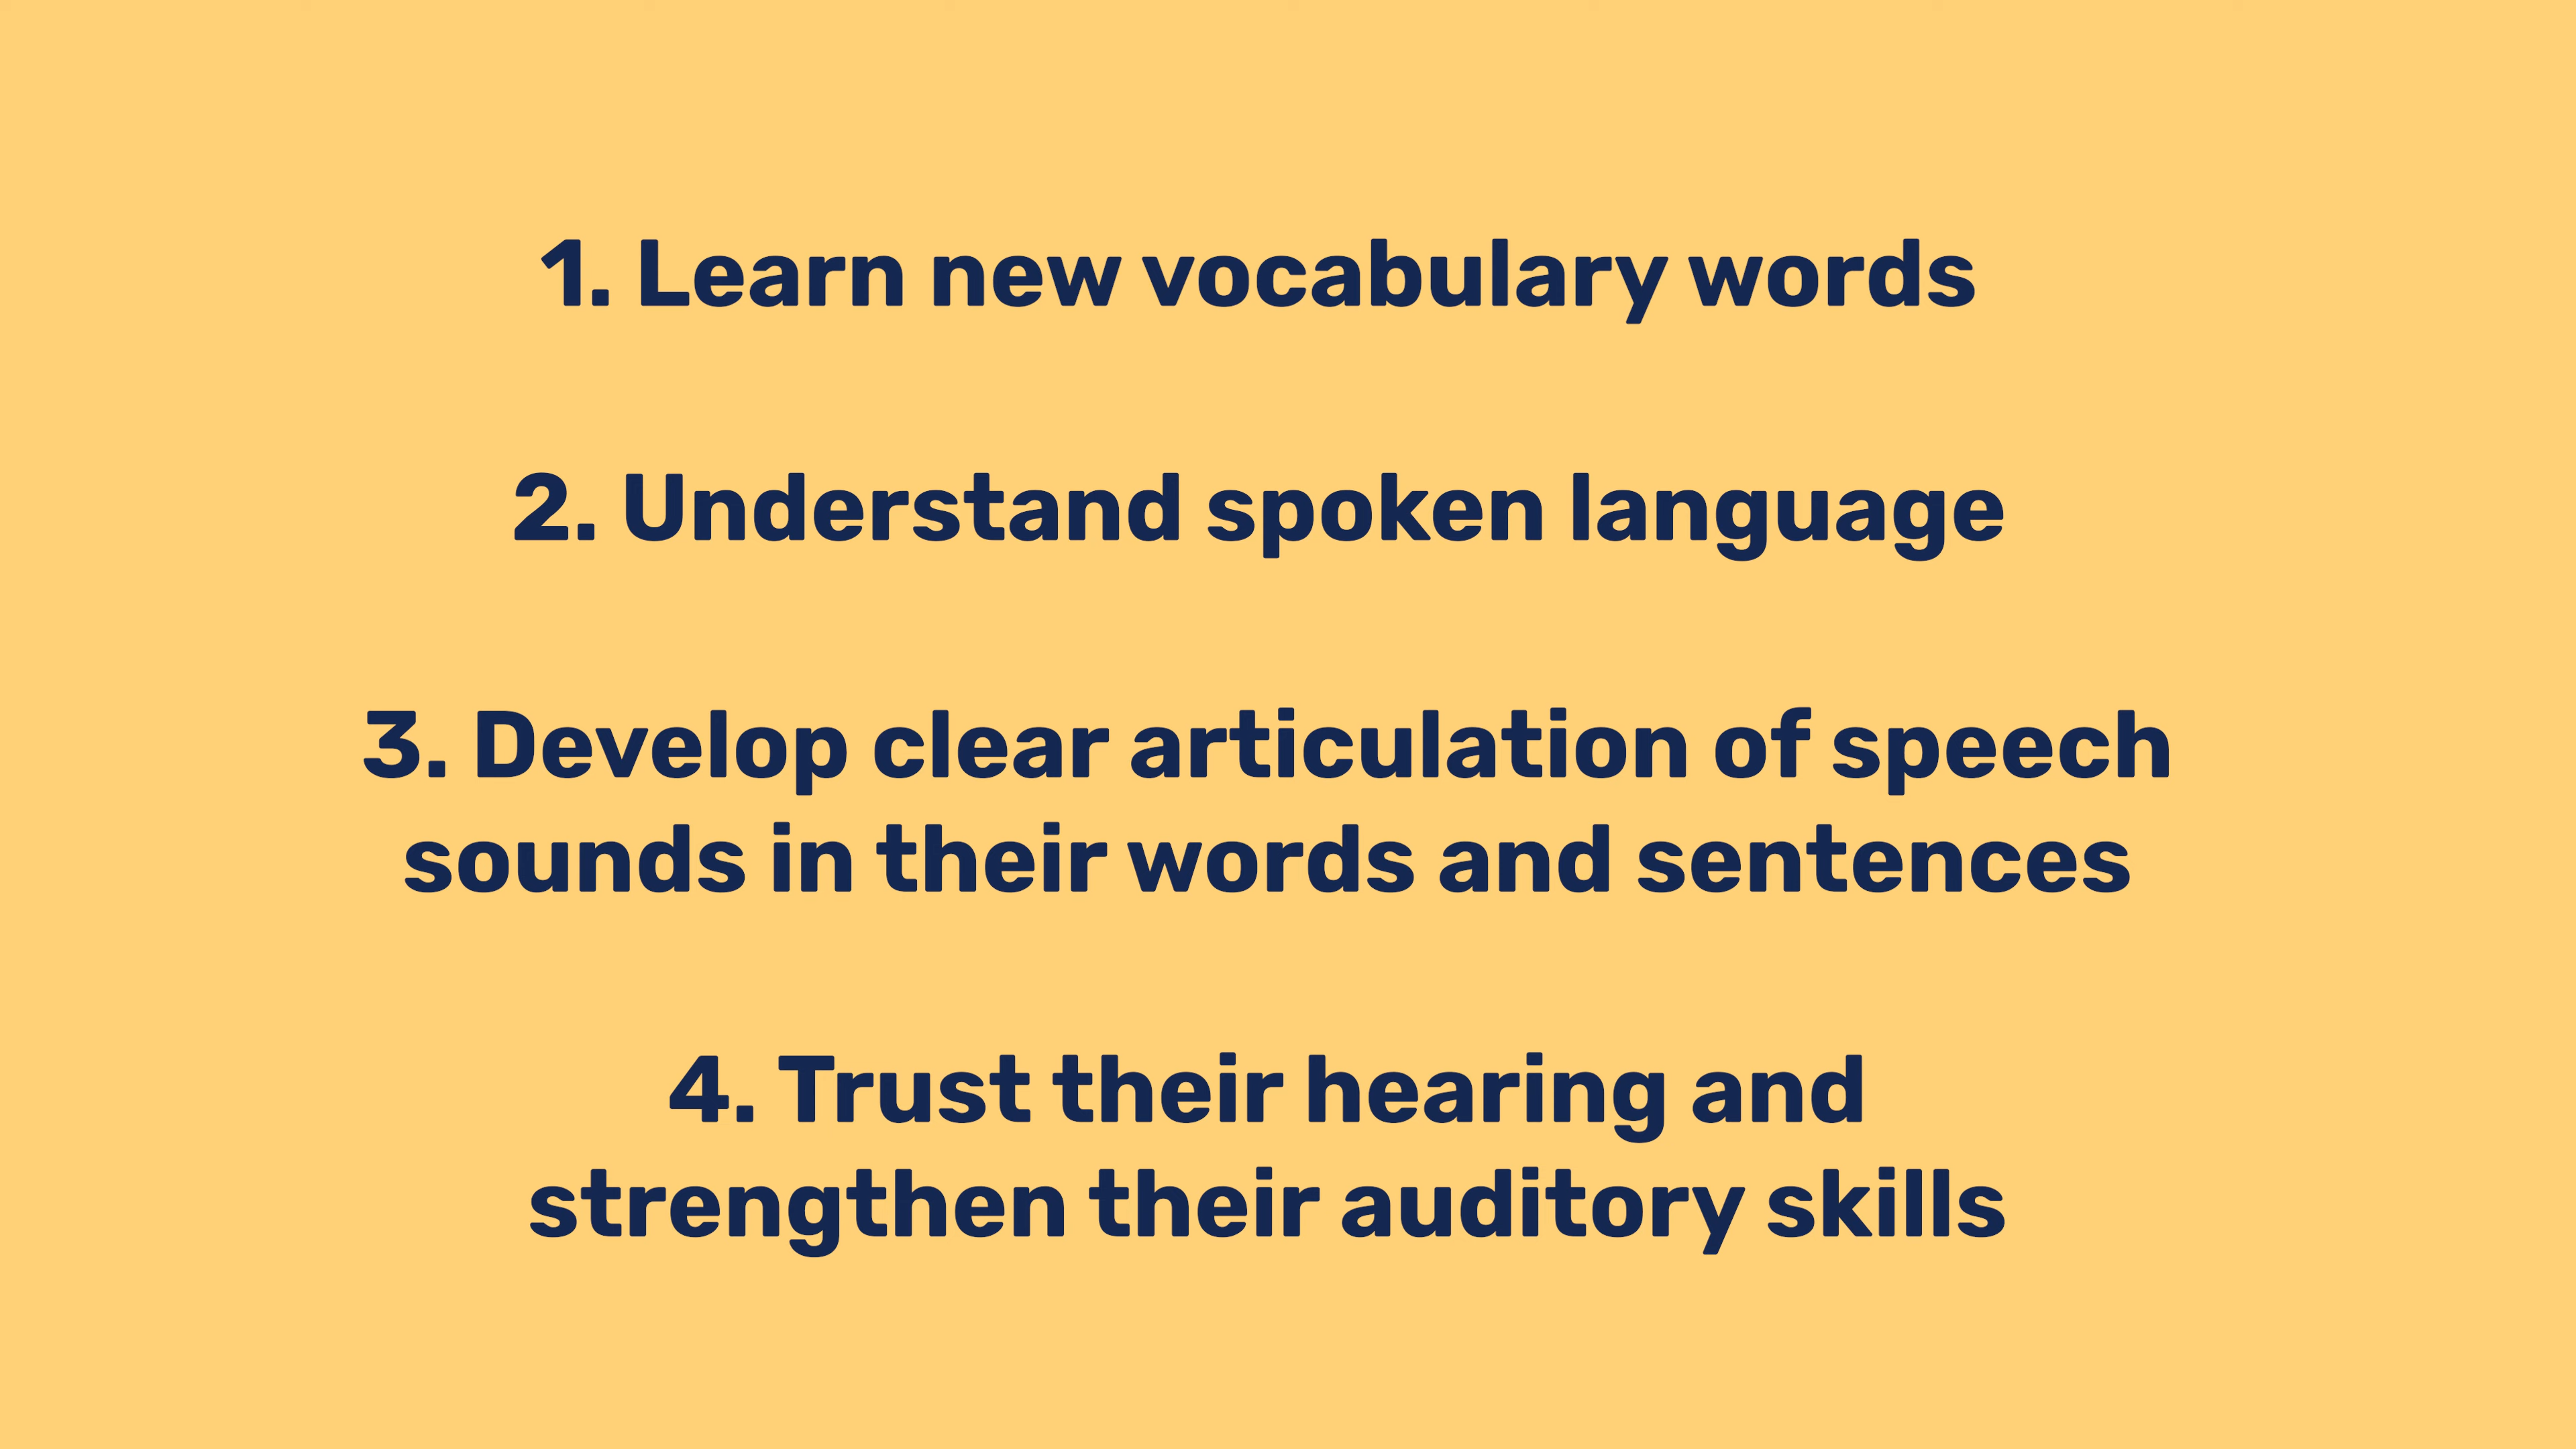 1. Learn new vocabulary words
2. Understand spoken language
3. Develop clear articulation of speech
sounds in their words and sentences
4. Trust their hearing and
strengthen their auditory skills